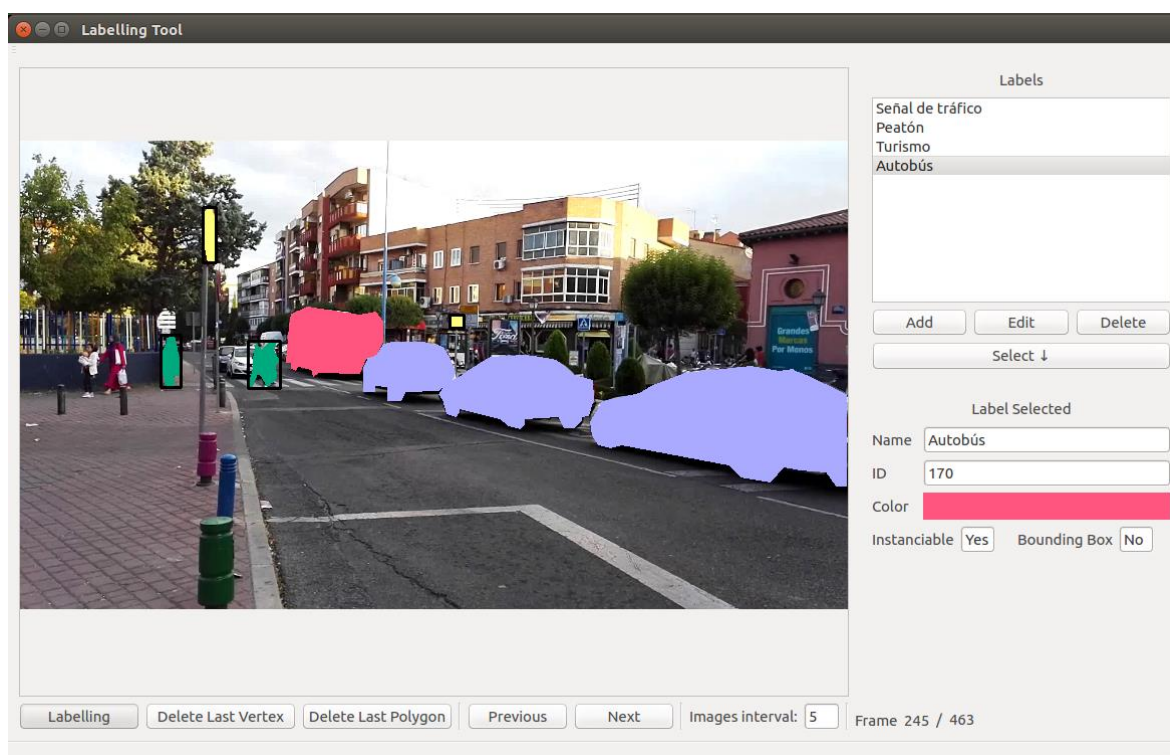 Labelling Tool
Labels
Señal de tráfico
Peatón
Turismo
Autobús
Add Edit Delete
Select ↓
Grandes
Marcas
Por Menos
Label Selected
Name Autobús
ID 170
Color
Instanciable Yes Bounding Box No
Labelling Delete Last Vertex Delete Last Polygon Previous Next Images interval: 5 Frame 245 / 463